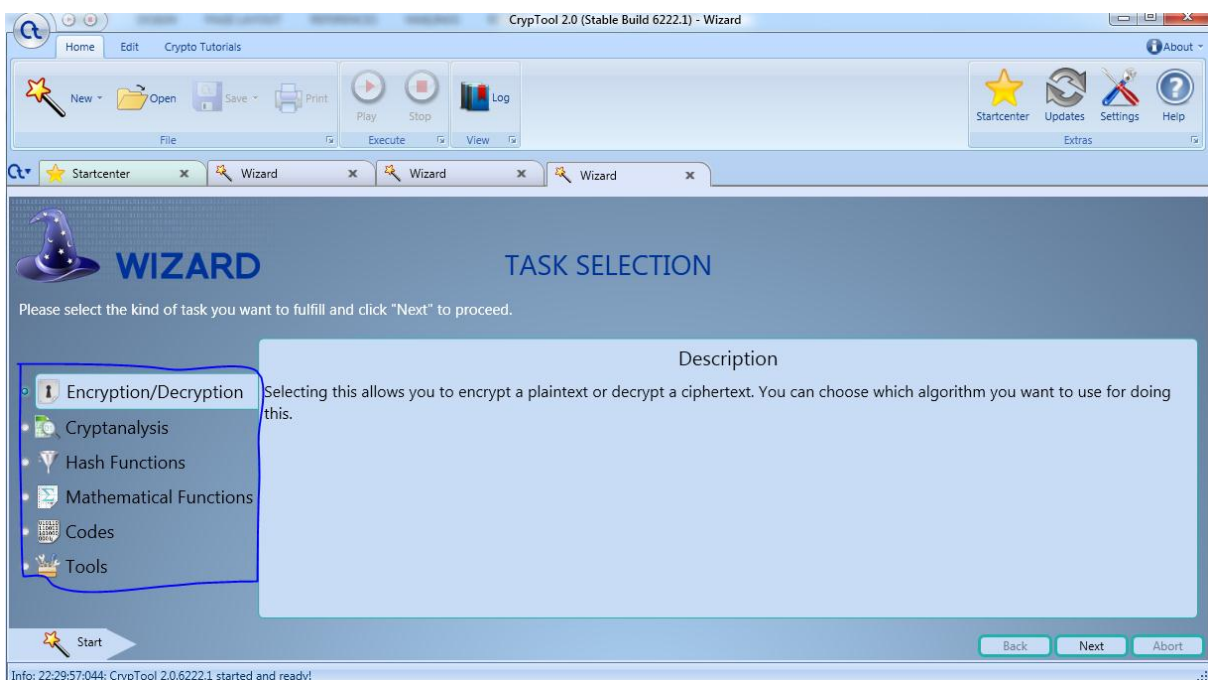 CrypTool 2.0 (Stable Build 6222.1) - Wizard
Home Edit Crypto Tutorials About
New Open Save Print Play Stop Log Startcenter Updates Settings Help
File Execute View Extras
Startcenter Wizard Wizard Wizard
WIZARD
TASK SELECTION
Please select the kind of task you want to fulfill and click "Next" to proceed.
Encryption/Decryption
Cryptanalysis
Hash Functions
Mathematical Functions
Codes
Tools
Description
Selecting this allows you to encrypt a plaintext or decrypt a ciphertext. You can choose which algorithm you want to use for doing
this.
Start
Back Next Abort
Info: 22:29:57:044: CrypTool 2.0.6222.1 started and ready!